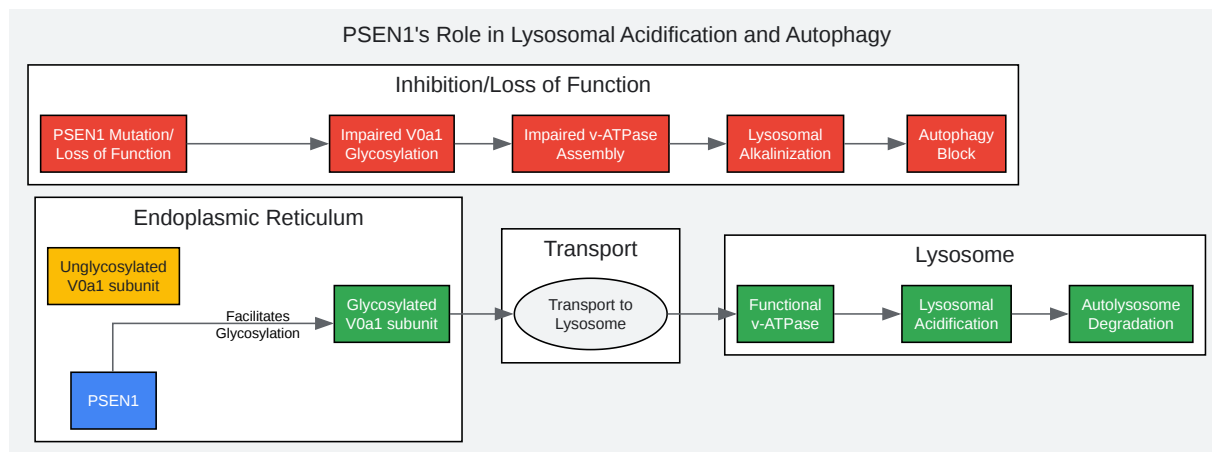 PSEN1's Role in Lysosomal Acidification and Autophagy
Inhibition/Loss of Function
PSEN1 Mutation/
Loss of Function
Impaired V0a1
Glycosylation
Impaired v-ATPase
Assembly
Lysosomal
Alkalinization
Autophagy
Block
Endoplasmic Reticulum
Unglycosylated
V0a1 subunit
Facilitates
Glycosylation
Glycosylated
V0a1 subunit
PSEN1
Transport
Transport to
Lysosome
Lysosome
Functional
v-ATPase
Lysosomal
Acidification
Autolysosome
Degradation